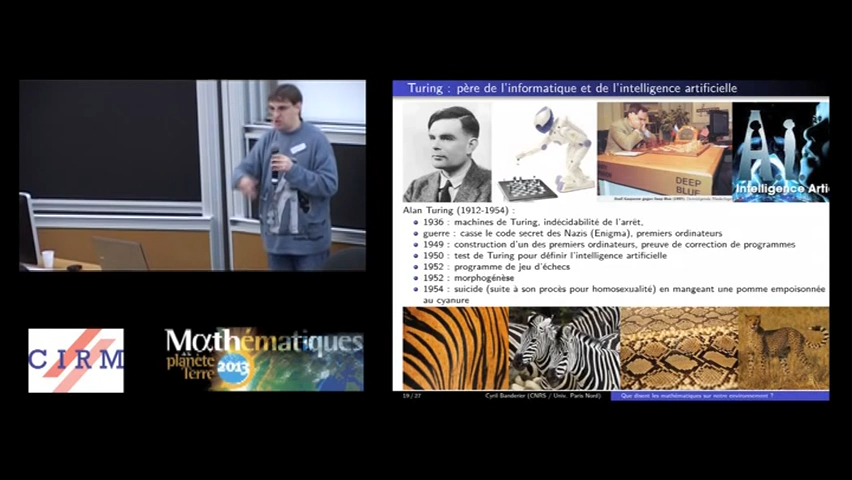 Turing : père de l'informatique et de l'intelligence artificielle
DEEP
BLUE
Ai
Intelligence Arti
Alan Turing (1912-1954) :
1936 : machines de Turing, indécidabilité de l'arrêt,
guerre : casse le code secret des Nazis (Enigma), premiers ordinateurs
1949 : construction d'un des premiers ordinateurs, preuve de correction de programmes
1950 : test de Turing pour définir l'intelligence artificielle
1952 : programme de jeu d'échecs
1952 : morphogénèse
1954 : suicide (suite à son procès pour homosexualité) en mangeant une pomme empoisonnée
au cyanure
CIRM
Mαthématiques
planète
Terre
2013
19 / 27
Cyril Banderier (CNRS / Univ. Paris Nord)
Que disent les mathématiques sur notre environnement ?